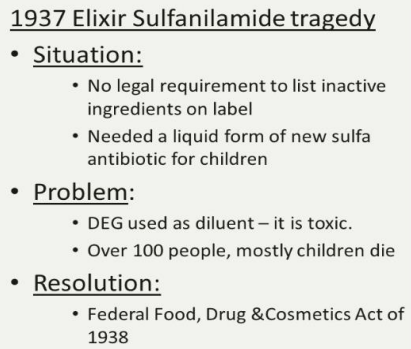 1937 Elixir Sulfanilamide tragedy
• Situation:
• No legal requirement to list inactive
ingredients on label
• Needed a liquid form of new sulfa
antibiotic for children
• Problem:
• DEG used as diluent – it is toxic.
• Over 100 people, mostly children die
• Resolution:
• Federal Food, Drug &Cosmetics Act of
1938